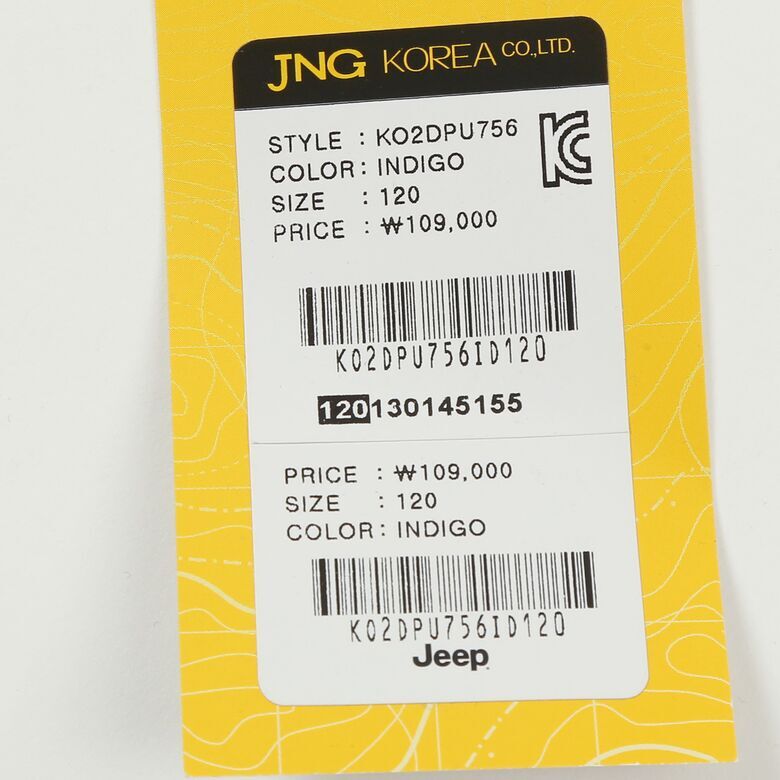 JNG KOREA CO.,LTD.
STYLE : KO2DPU756
COLOR : INDIGO
SIZE : 120
PRICE : ₩109,000
KC
KO2DPU756ID120
120130145155
PRICE : ₩109,000
SIZE : 120
COLOR : INDIGO
KO2DPU756ID120
Jeep